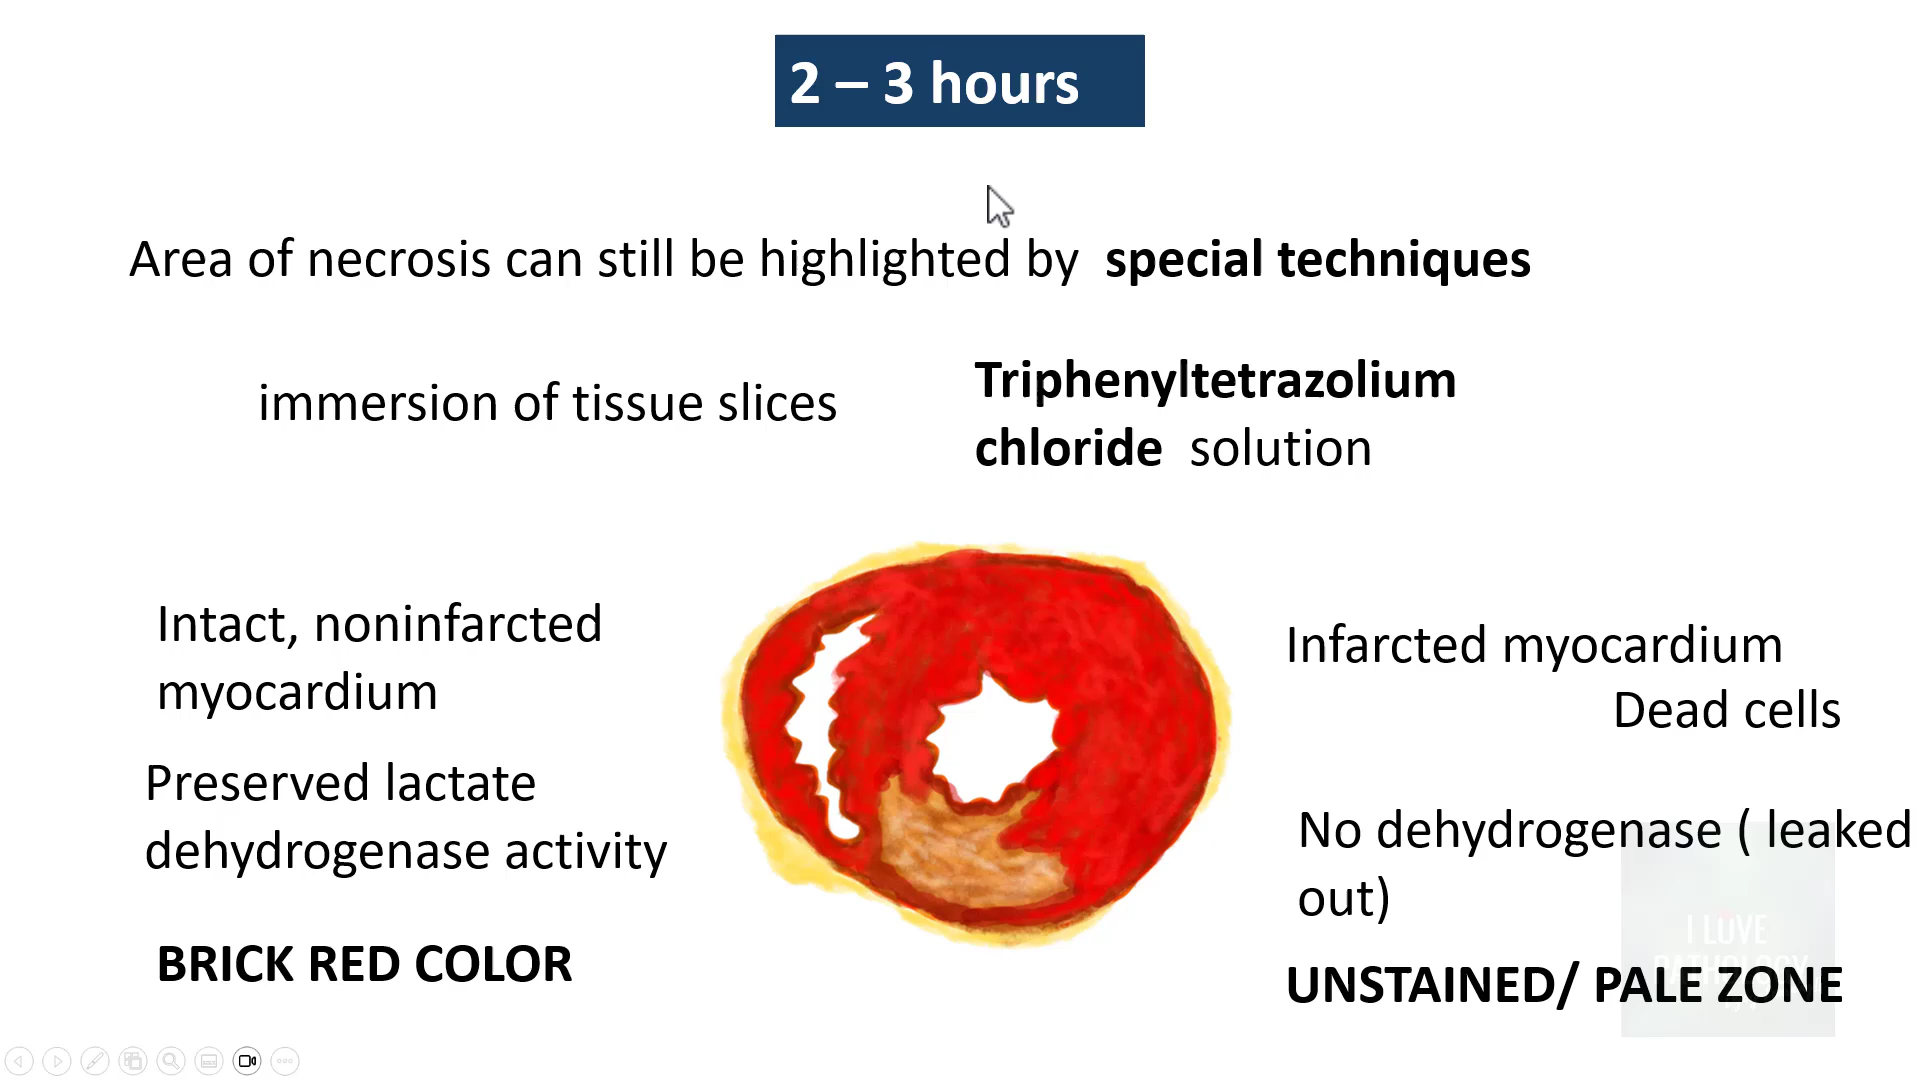 2 – 3 hours
Area of necrosis can still be highlighted by special techniques
immersion of tissue slices
Triphenyltetrazolium
chloride solution
Intact, noninfarcted
myocardium
Preserved lactate
dehydrogenase activity
BRICK RED COLOR
Infarcted myocardium
Dead cells
No dehydrogenase ( leaked
out)
UNSTAINED/ PALE ZONE
I LOVE
PATHOLOGY